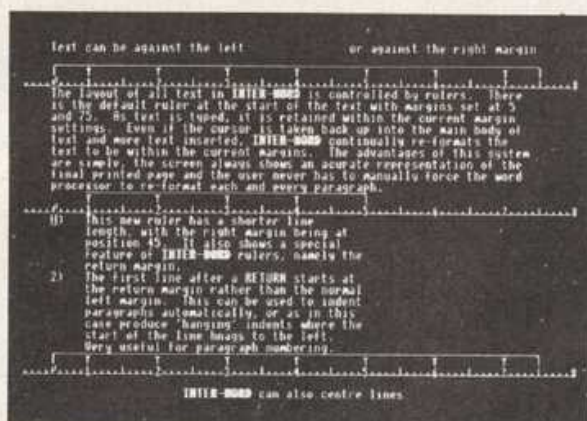 Text can be against the left or against the right margin
The layout of all text in INTER-WORD is controlled by rulers. There
is the default ruler at the start of the text with margins set at 5
and 75. As text is typed, it is retained within the current margin
settings. Even if the cursor is taken back up into the main body of
text and more text inserted, INTER-WORD continually re-formats the
text to be within the current margins. The advantages of this system
are simple, the screen always shows an accurate representation of the
final printed page and the user never has to manually force the word
processor to re-format each and every paragraph.
1) This new ruler has a shorter line
length, with the right margin being at
position 45. It also shows a special
feature of INTER-WORD rulers, namely the
return margin.
2) The first line after a RETURN starts at
the return margin rather than the normal
left margin. This can be used to indent
paragraphs automatically, or as in this
case produce 'hanging' indents where the
start of the line hnags to the left.
Very useful for paragraph numbering.
INTER-WORD can also centre lines